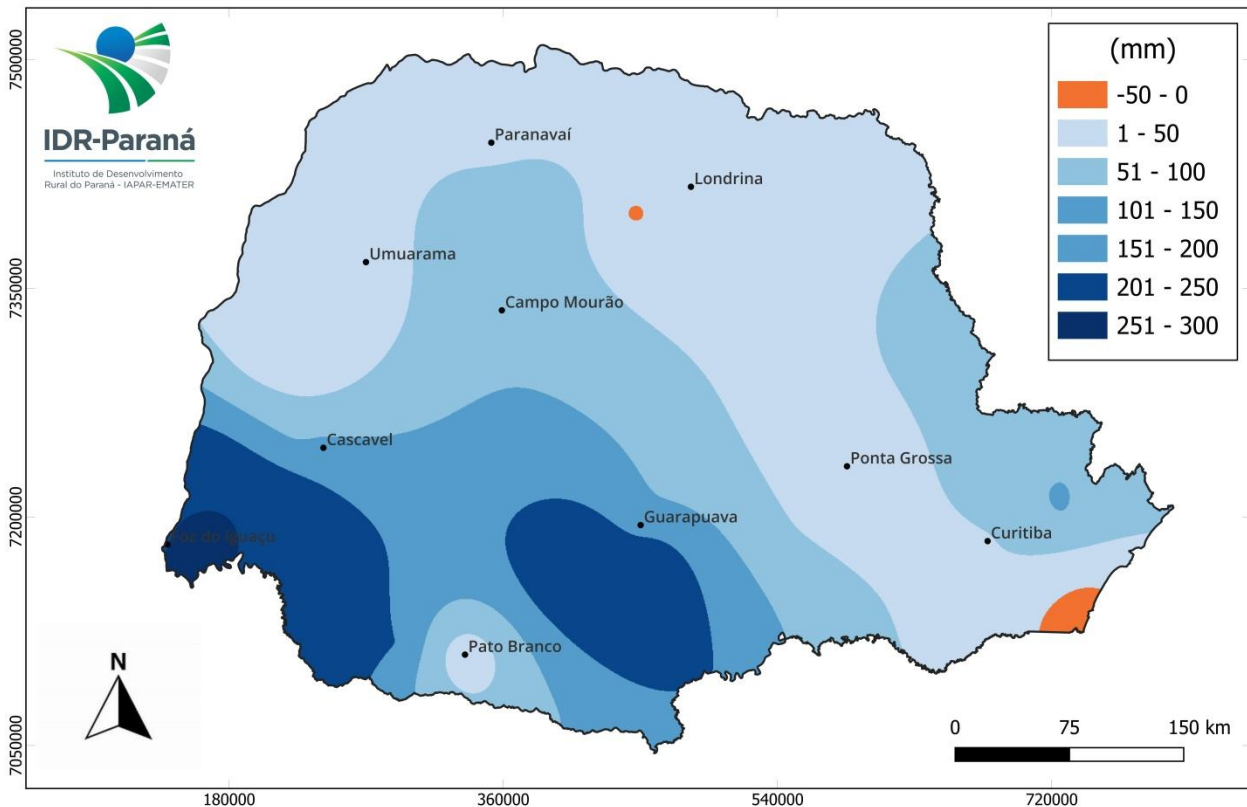 IDR-Paraná
Instituto de Desenvolvimento
Rural do Paraná - IAPAR-EMATER
(mm)
-50 - 0
1 - 50
51 - 100
101 - 150
151 - 200
201 - 250
251 - 300
Paranavaí
Londrina
Umuarama
Campo Mourão
Cascavel
Ponta Grossa
Guarapuava
Curitiba
Foz do Iguaçu
Pato Branco
N
0 75 150 km
7500000
7350000
7200000
7050000
180000 360000 540000 720000